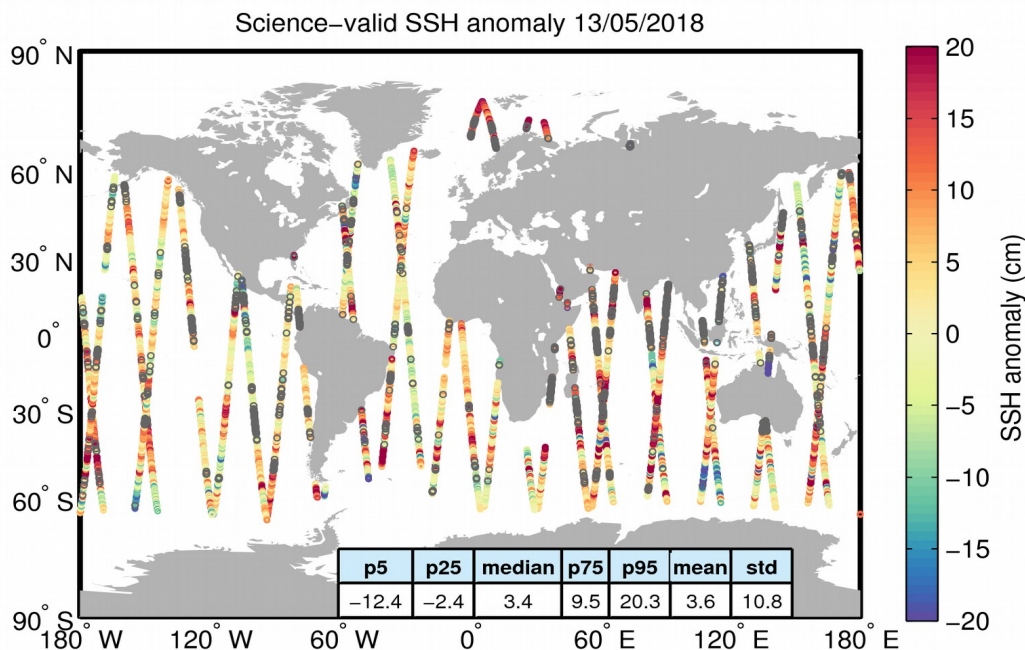 Science−valid SSH anomaly 13/05/2018
90° N
60° N
30° N
0°
30° S
60° S
90° S
180° W
120° W
60° W
0°
60° E
120° E
180° E
p5 p25 median p75 p95 mean std
−12.4 −2.4 3.4 9.5 20.3 3.6 10.8
20
15
10
5
0
−5
−10
−15
−20
SSH anomaly (cm)